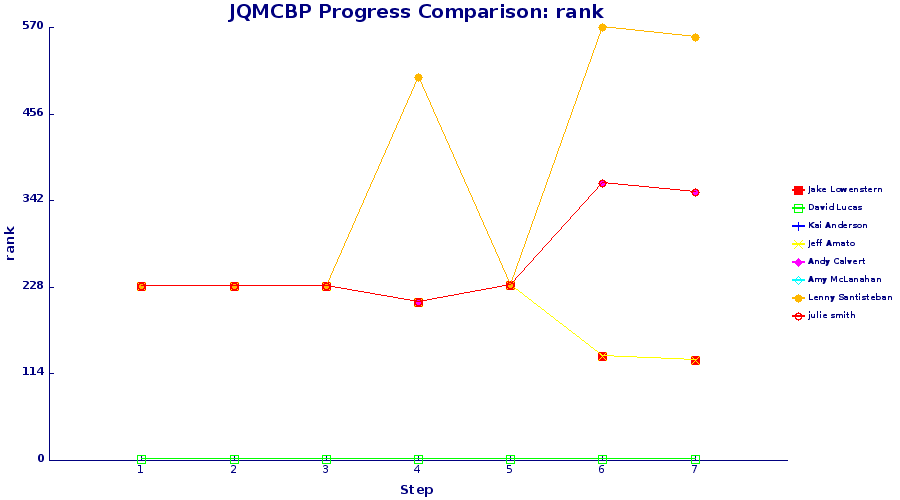 JQMCBP Progress Comparison: rank
570
456
342
228
114
0
rank
1 2 3 4 5 6 7
Step
Jake Lowenstern
David Lucas
Kai Anderson
Jeff Amato
Andy Calvert
Amy McLanahan
Lenny Santisteban
julie smith